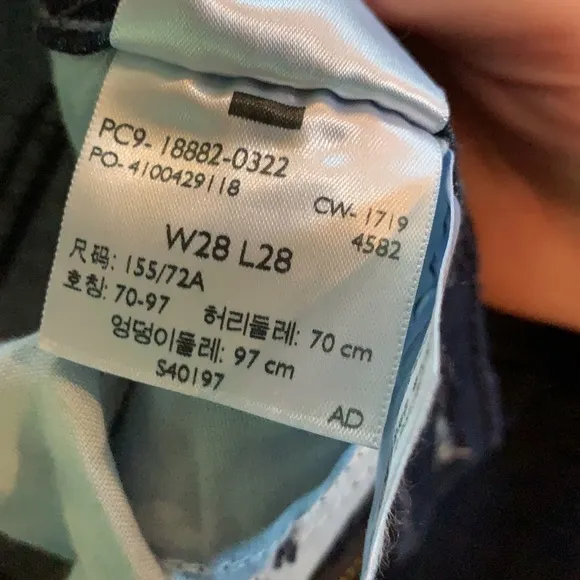 PC9-18882-0322
PO-4100429118
CW-1719
4582
W28 L28
尺码: 155/72A
호칭: 70-97 허리둘레: 70 cm
엉덩이둘레: 97 cm
S40197
AD